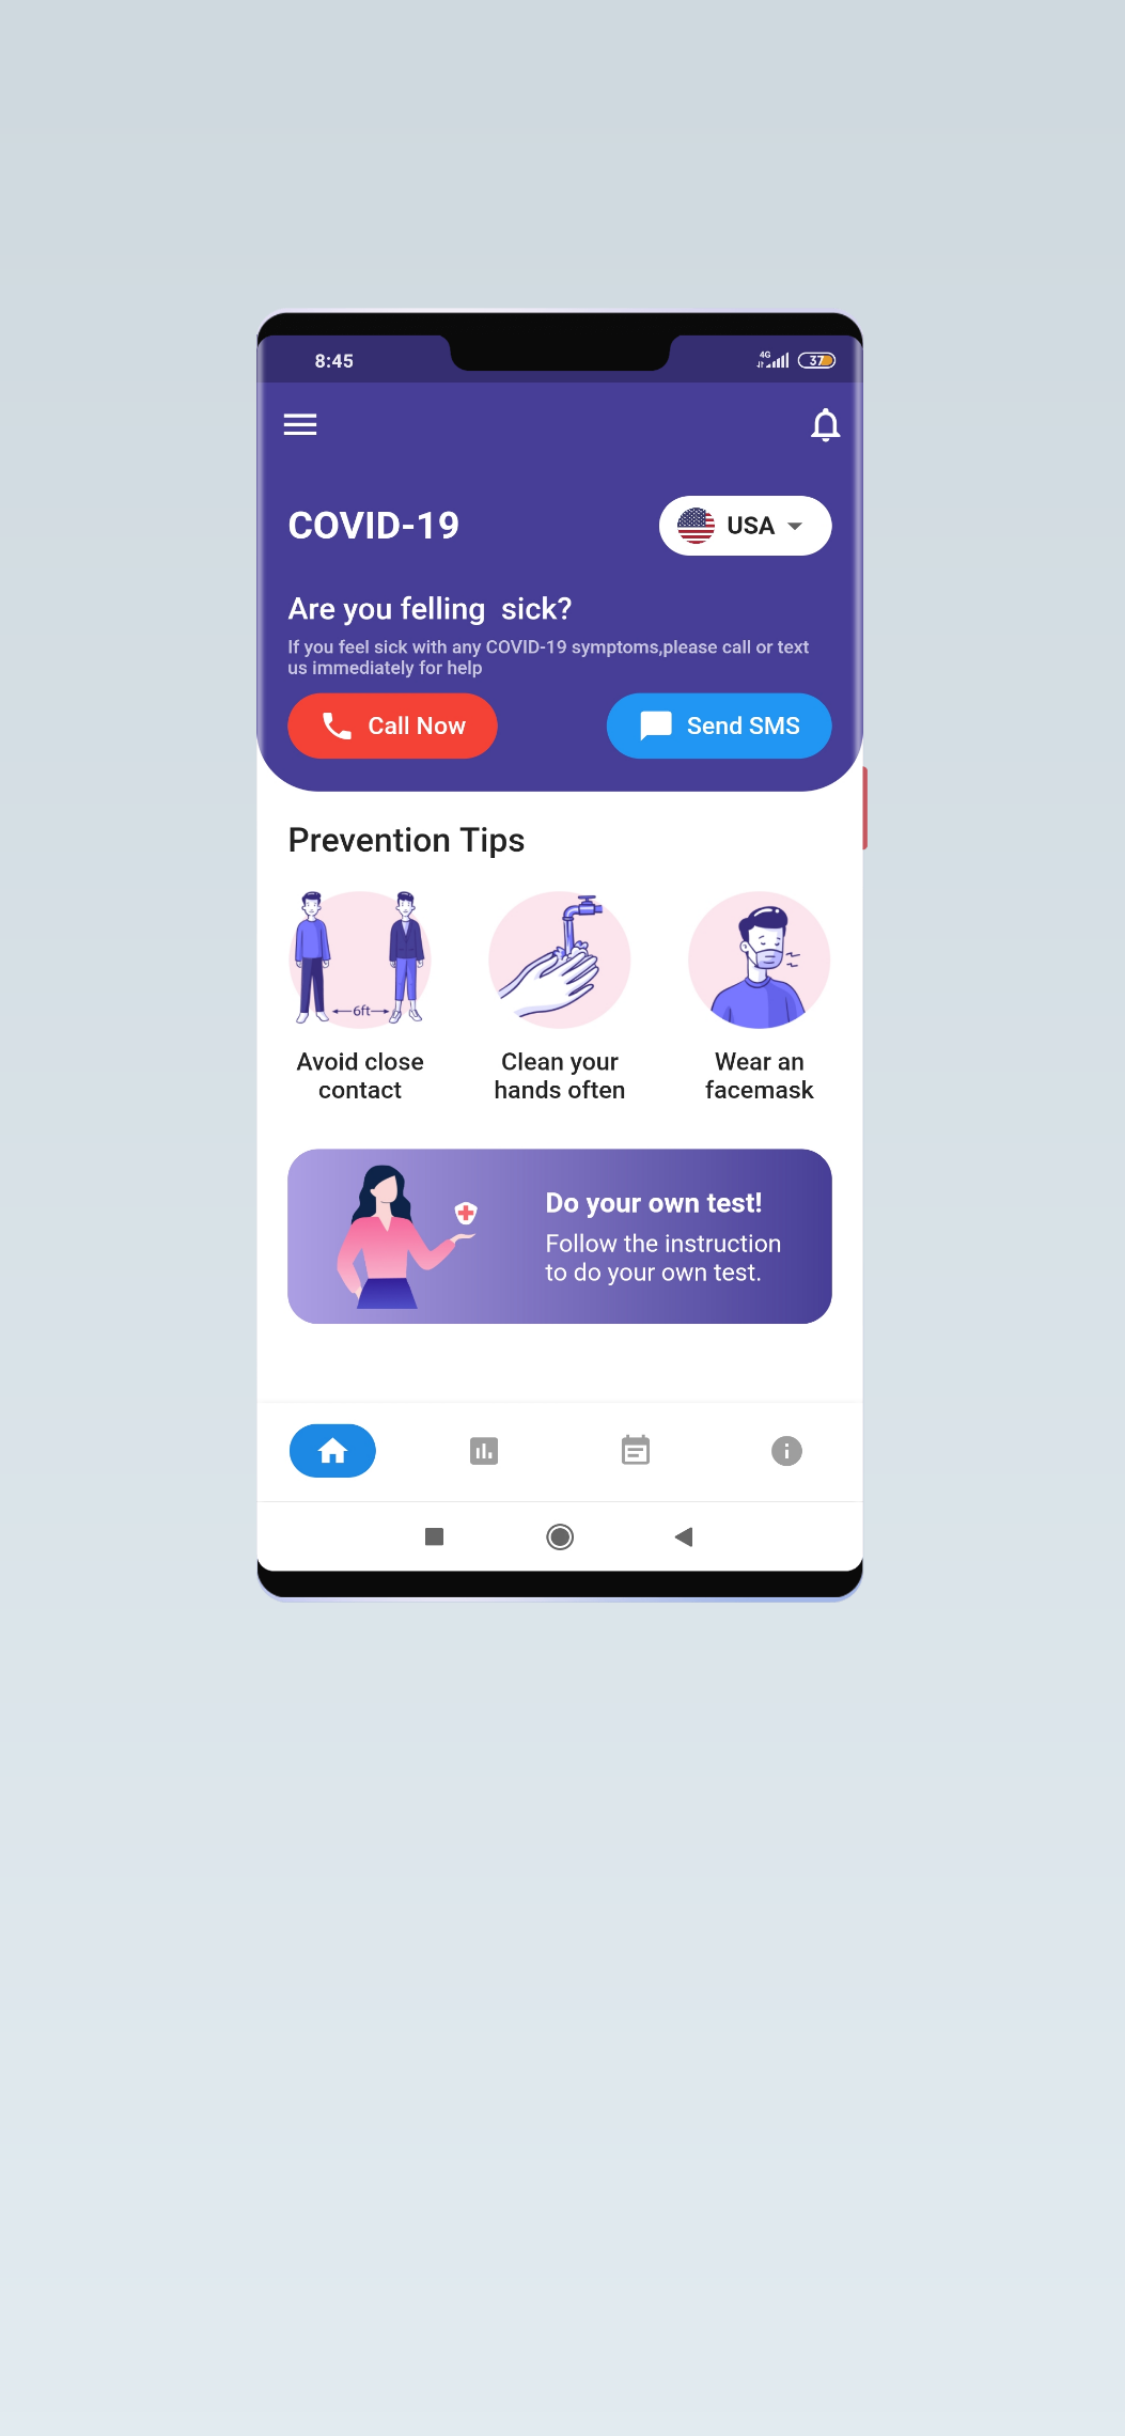 8:45
4G
37
COVID-19
USA
Are you felling  sick?
If you feel sick with any COVID-19 symptoms,please call or text
us immediately for help
Call Now
Send SMS
Prevention Tips
6ft
Avoid close
contact
Clean your
hands often
Wear an
facemask
Do your own test!
Follow the instruction
to do your own test.